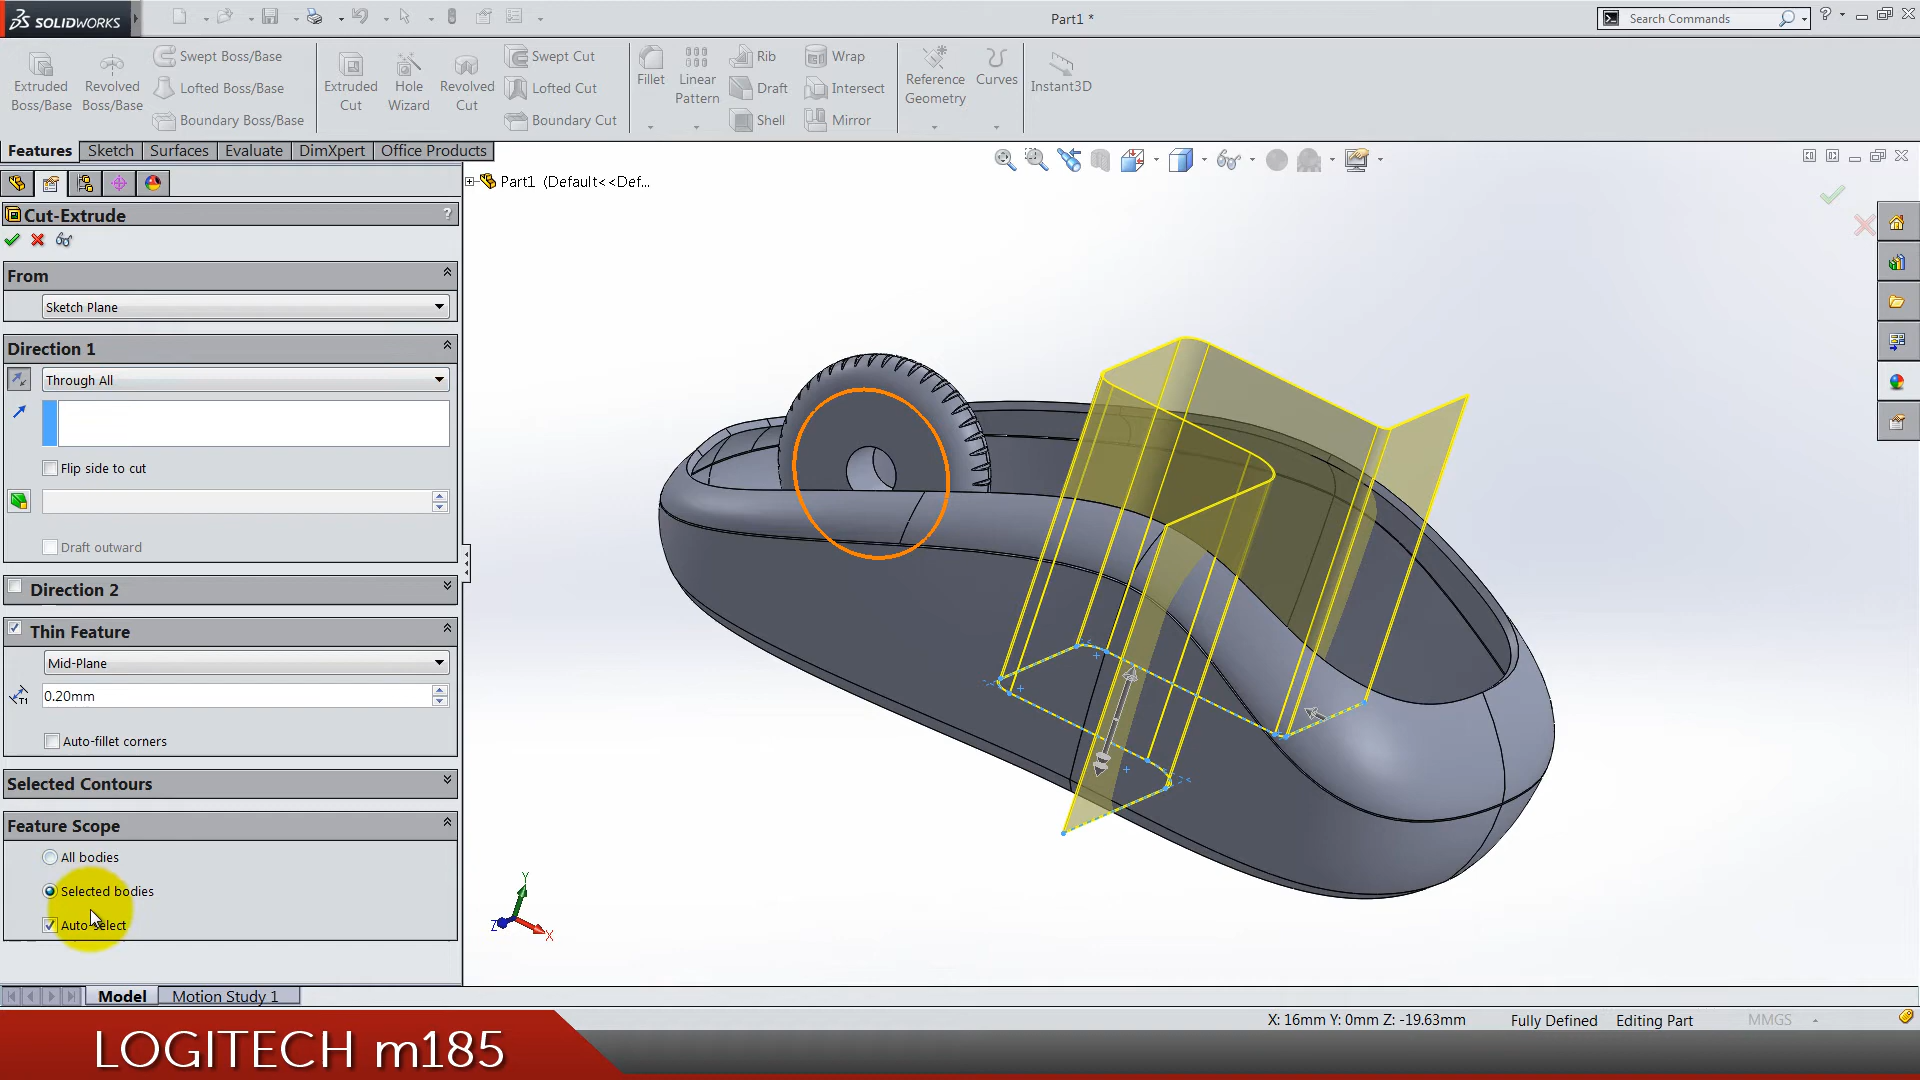 SOLIDWORKS
Part1 *
Search Commands
Extruded Boss/Base
Revolved Boss/Base
Swept Boss/Base
Lofted Boss/Base
Boundary Boss/Base
Extruded Cut
Hole Wizard
Revolved Cut
Swept Cut
Lofted Cut
Boundary Cut
Fillet
Linear Pattern
Rib
Draft
Shell
Wrap
Intersect
Mirror
Reference Geometry
Curves
Instant3D
Features
Sketch
Surfaces
Evaluate
DimXpert
Office Products
Part1 (Default<<Def...
Cut-Extrude
?
From
Sketch Plane
Direction 1
Through All
Flip side to cut
Draft outward
Direction 2
Thin Feature
Mid-Plane
T1
0.20mm
Auto-fillet corners
Selected Contours
Feature Scope
All bodies
Selected bodies
Auto-select
Y
Z
X
Model
Motion Study 1
X: 16mm Y: 0mm Z: -19.63mm
Fully Defined
Editing Part
MMGS
LOGITECH m185